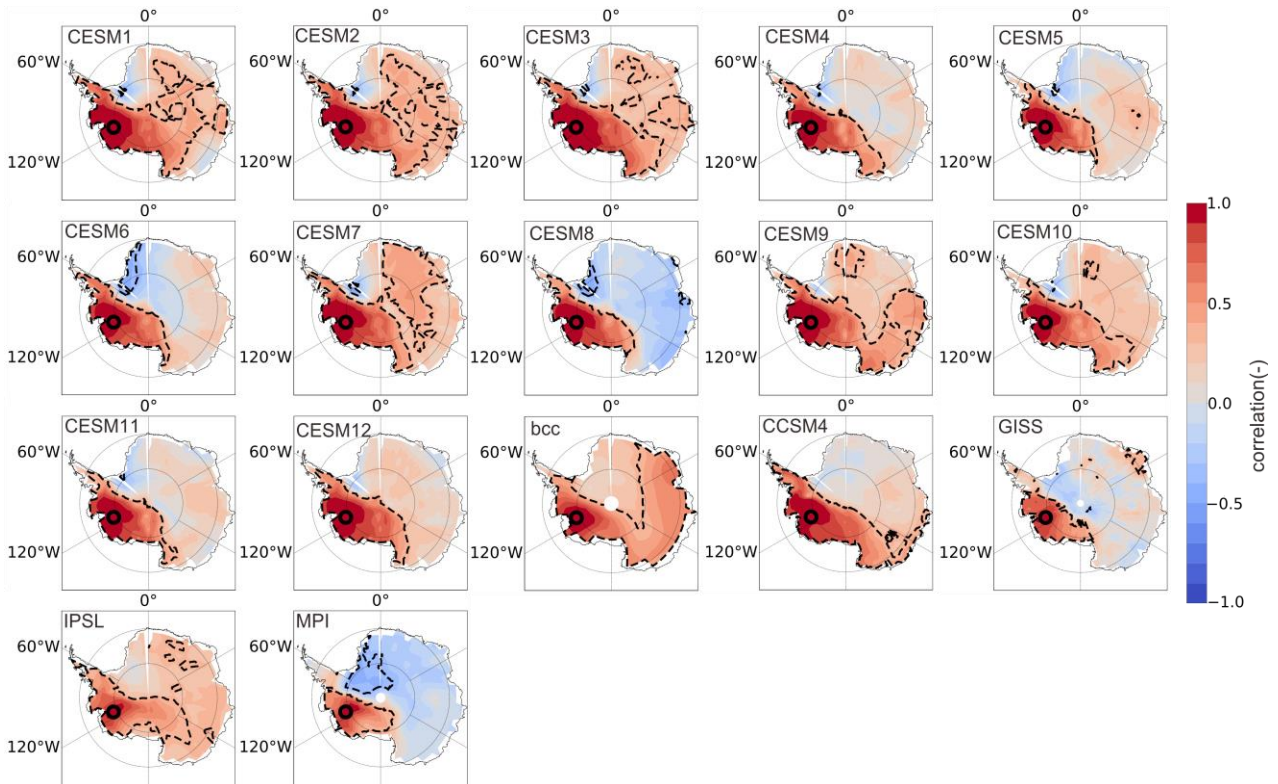 0° 0° 0° 0° 0°
CESM1 CESM2 CESM3 CESM4 CESM5
60°W 60°W 60°W 60°W 60°W
120°W 120°W 120°W 120°W 120°W
0° 0° 0° 0° 0°
CESM6 CESM7 CESM8 CESM9 CESM10
60°W 60°W 60°W 60°W 60°W
120°W 120°W 120°W 120°W 120°W
0° 0° 0° 0° 0°
CESM11 CESM12 bcc CCSM4 GISS
60°W 60°W 60°W 60°W 60°W
120°W 120°W 120°W 120°W 120°W
0° 0°
IPSL MPI
60°W 60°W
120°W 120°W
1.0
0.5
0.0
−0.5
−1.0
correlation(-)